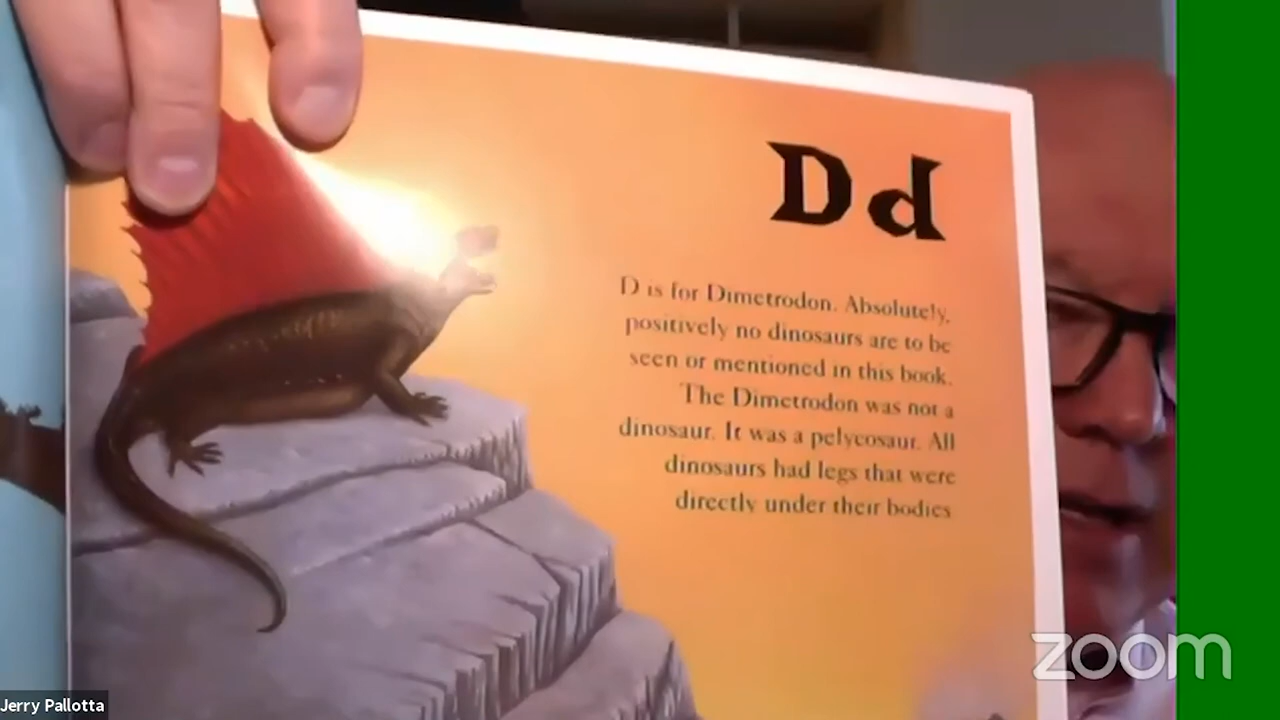 D d
D is for Dimetrodon. Absolutely,
positively no dinosaurs are to be
seen or mentioned in this book.
The Dimetrodon was not a
dinosaur. It was a pelycosaur. All
dinosaurs had legs that were
directly under their bodies
zoom
Jerry Pallotta